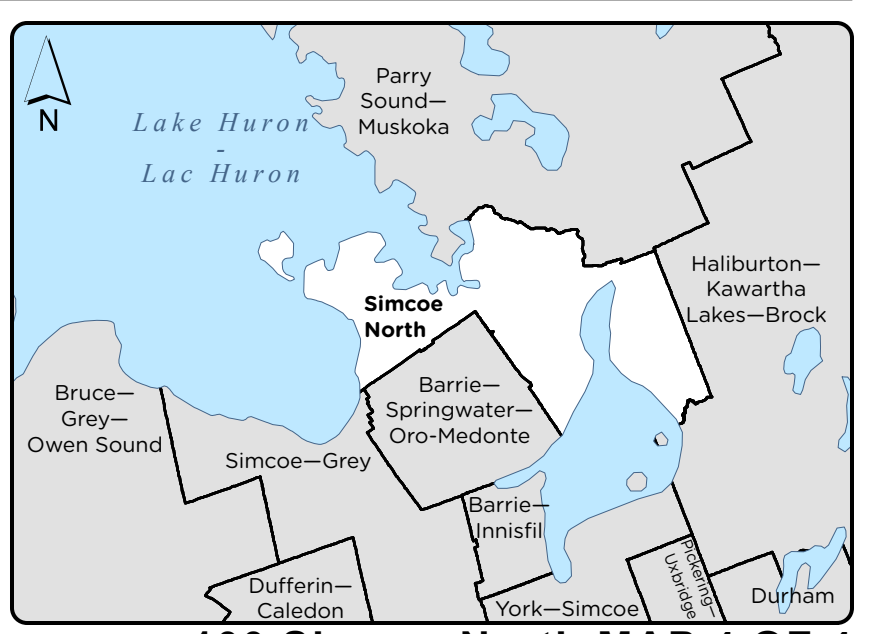 Parry
Sound—
Muskoka
Lake Huron
-
Lac Huron
N
Haliburton—
Kawartha
Lakes—Brock
Simcoe
North
Bruce—
Grey—
Owen Sound
Barrie—
Springwater—
Oro-Medonte
Simcoe—Grey
Barrie—
Innisfil
Pickering—
Uxbridge
Dufferin—
Caledon
York—Simcoe
Durham